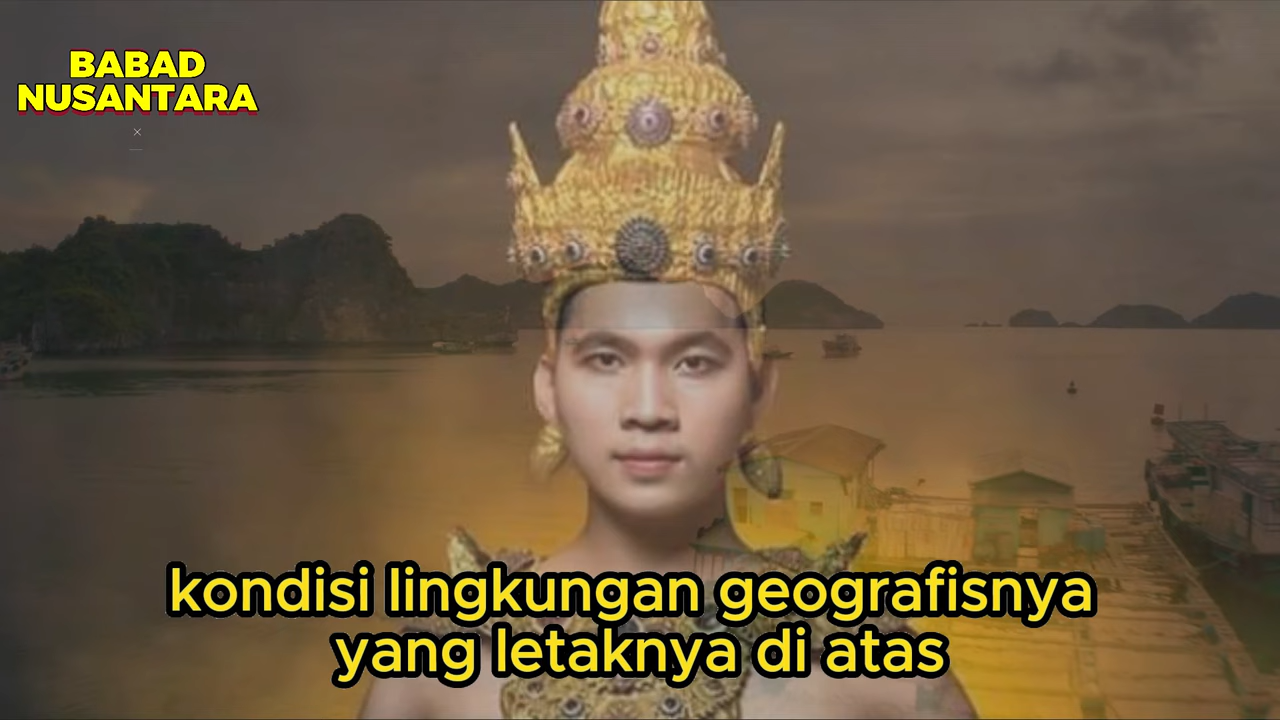 BABAD
NUSANTARA
kondisi lingkungan geografisnya
yang letaknya di atas